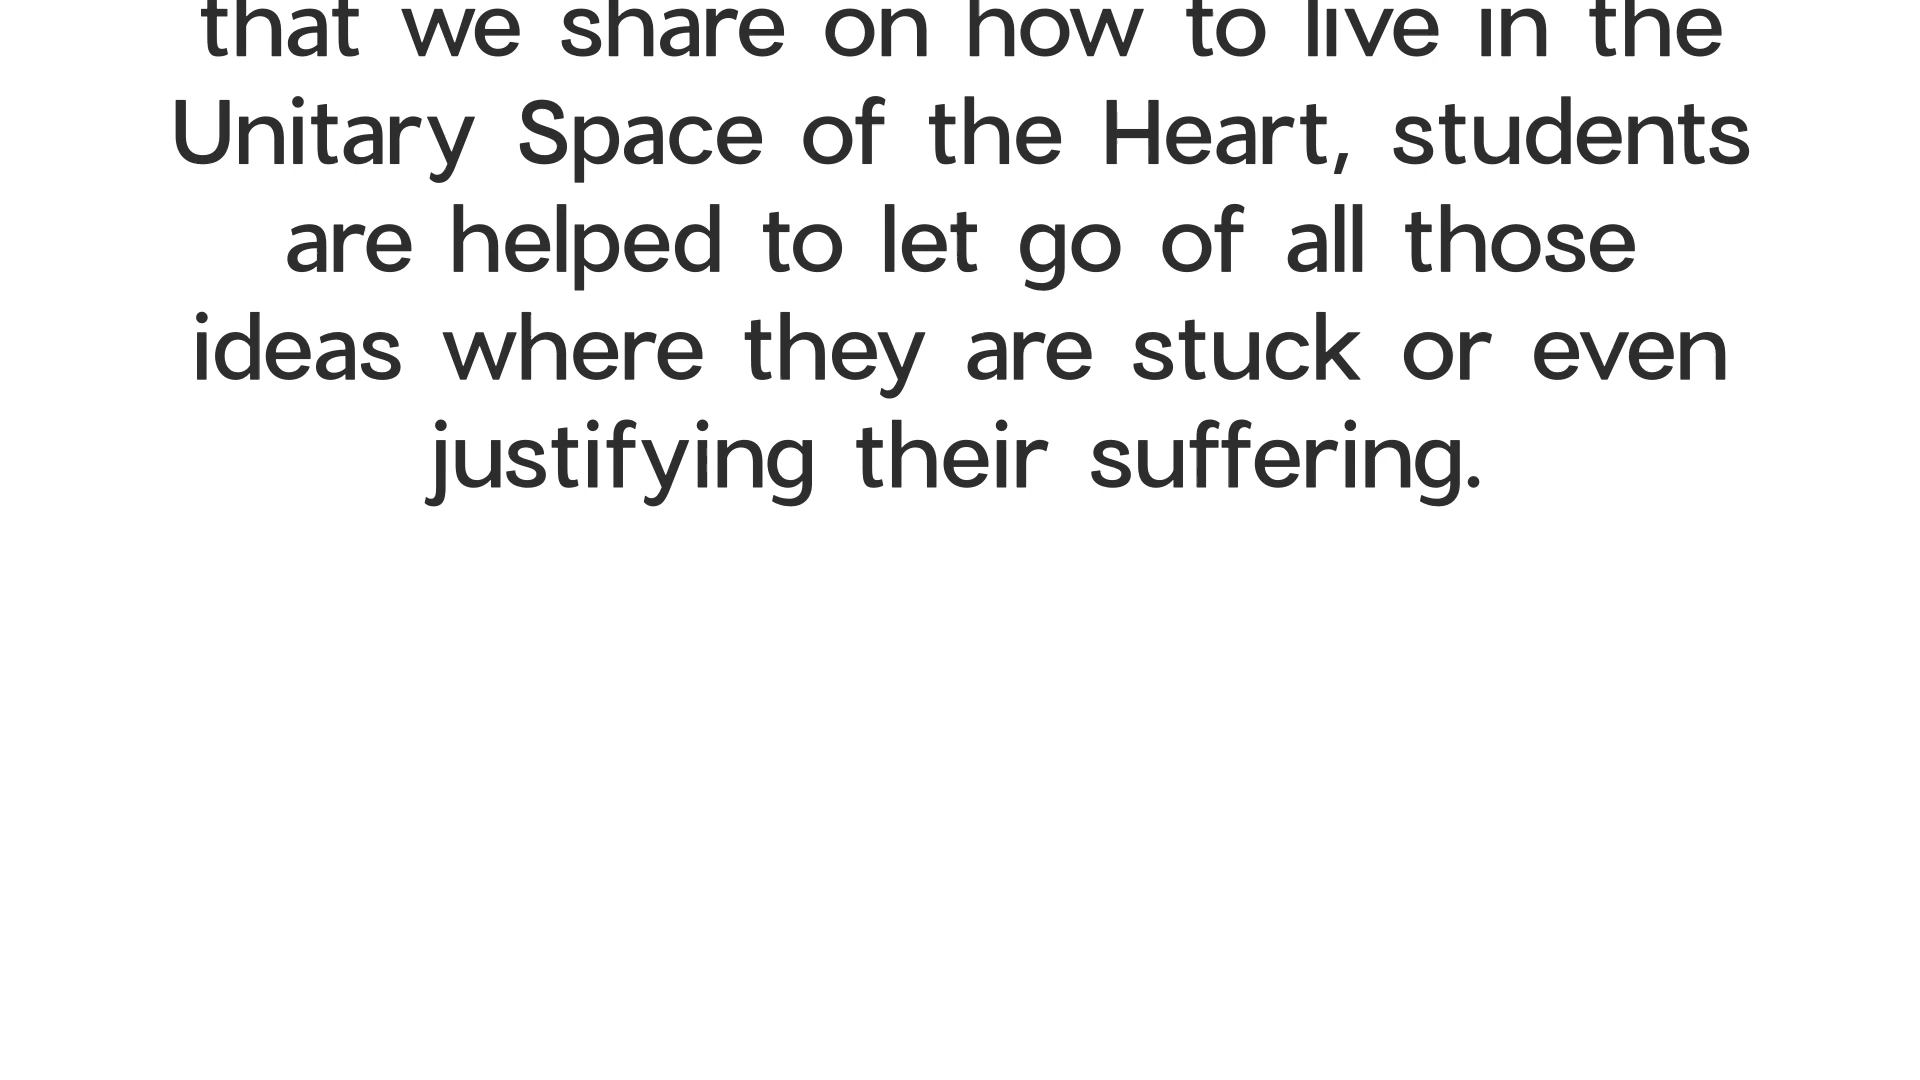 that we share on how to live in the
Unitary Space of the Heart, students
are helped to let go of all those
ideas where they are stuck or even
justifying their suffering.